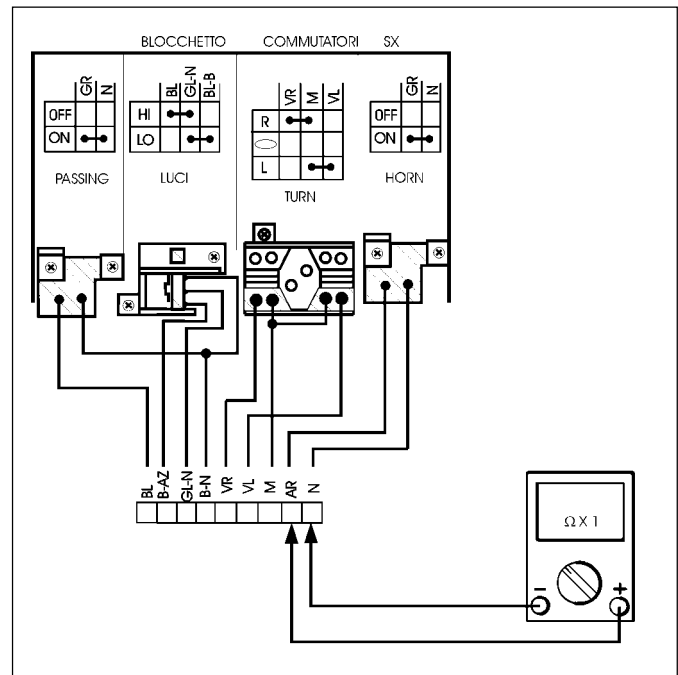 BLOCCHETTO COMMUTATORI SX
GR N
OFF
ON
PASSING
BL GL-N BL-B
HI
LO
LUCI
VR M VL
R
L
TURN
GR N
OFF
ON
HORN
BL B-AZ GL-N B-N VR VL M AR N
Ω X 1
- +